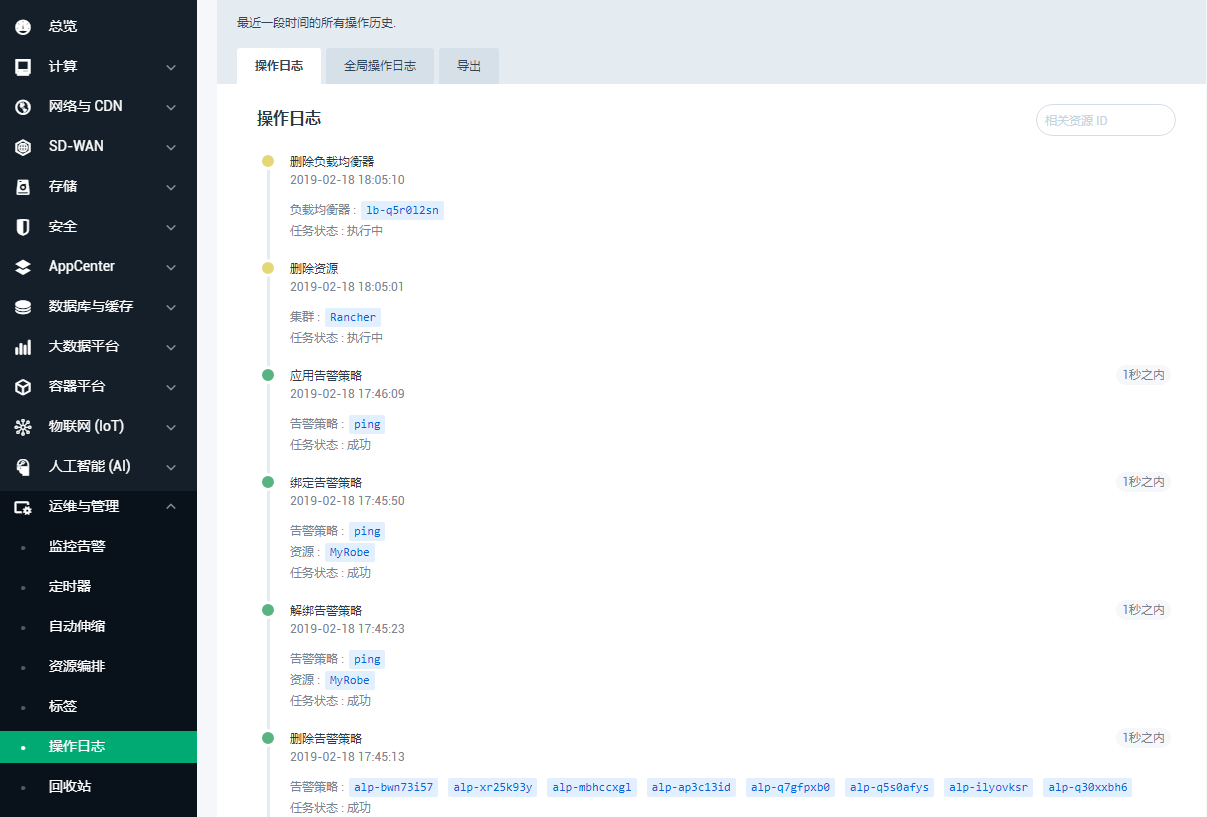 总览
计算
网络与 CDN
SD-WAN
存储
安全
AppCenter
数据库与缓存
大数据平台
容器平台
物联网 (IoT)
人工智能 (AI)
运维与管理
监控告警
定时器
自动伸缩
资源编排
标签
操作日志
回收站
最近一段时间的所有操作历史.
操作日志 全局操作日志 导出
操作日志 相关资源 ID
删除负载均衡器
2019-02-18 18:05:10
负载均衡器 : lb-q5r0l2sn
任务状态 : 执行中
删除资源
2019-02-18 18:05:01
集群 : Rancher
任务状态 : 执行中
应用告警策略 1秒之内
2019-02-18 17:46:09
告警策略 : ping
任务状态 : 成功
绑定告警策略 1秒之内
2019-02-18 17:45:50
告警策略 : ping
资源 : MyRobe
任务状态 : 成功
解绑告警策略 1秒之内
2019-02-18 17:45:23
告警策略 : ping
资源 : MyRobe
任务状态 : 成功
删除告警策略 1秒之内
2019-02-18 17:45:13
告警策略 : alp-bwn73i57 alp-xr25k93y alp-mbhccxgl alp-ap3c13id alp-q7gfpxb0 alp-q5s0afys alp-ilyovksr alp-q30xxbh6
任务状态 : 成功